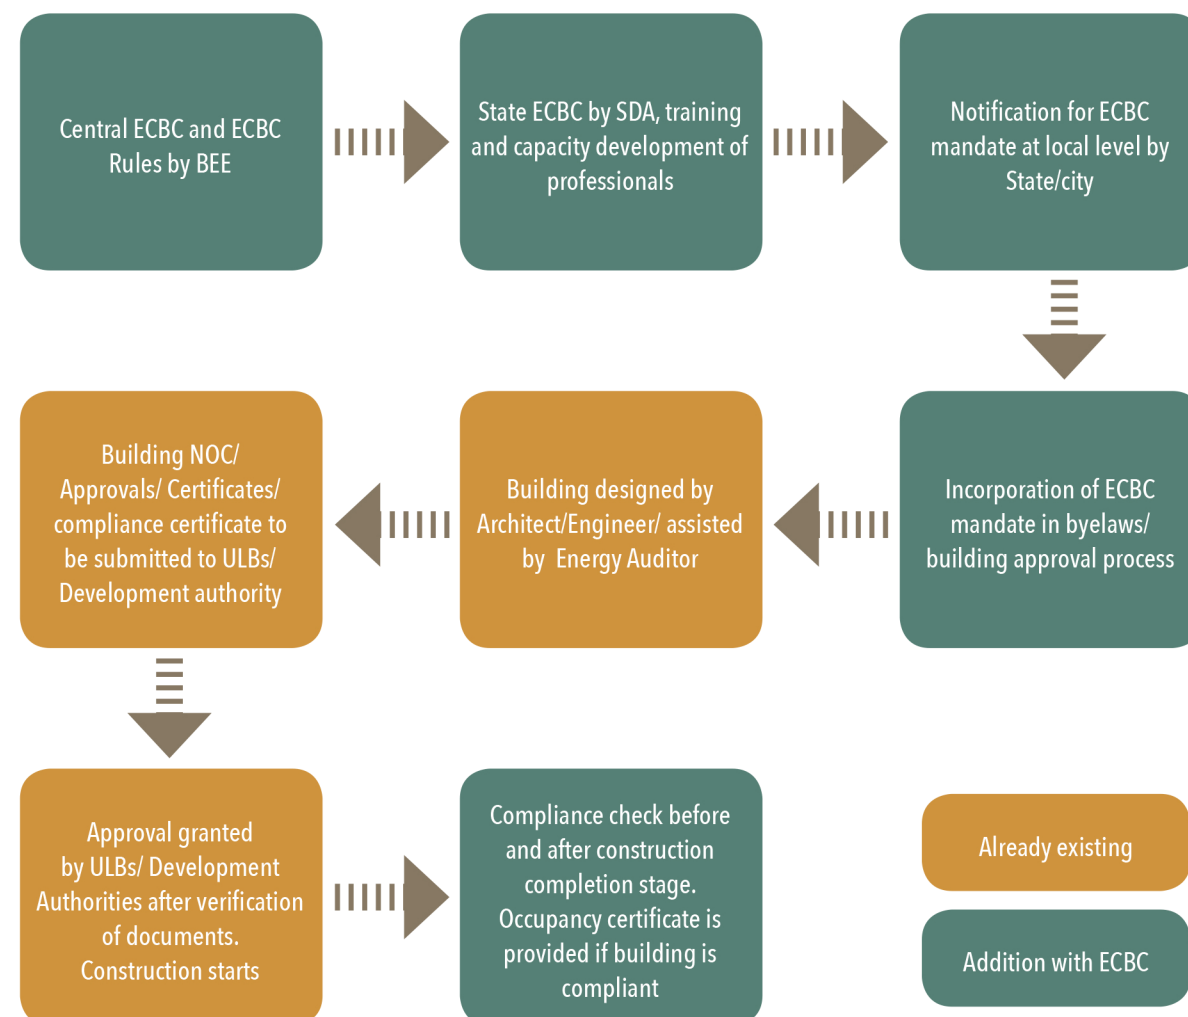 Central ECBC and ECBC
Rules by BEE
State ECBC by SDA, training
and capacity development of
professionals
Notification for ECBC
mandate at local level by
State/city
Incorporation of ECBC
mandate in byelaws/
building approval process
Building designed by
Architect/Engineer/ assisted
by Energy Auditor
Building NOC/
Approvals/ Certificates/
compliance certificate to
be submitted to ULBs/
Development authority
Approval granted
by ULBs/ Development
Authorities after verification
of documents.
Construction starts
Compliance check before
and after construction
completion stage.
Occupancy certificate is
provided if building is
compliant
Already existing
Addition with ECBC